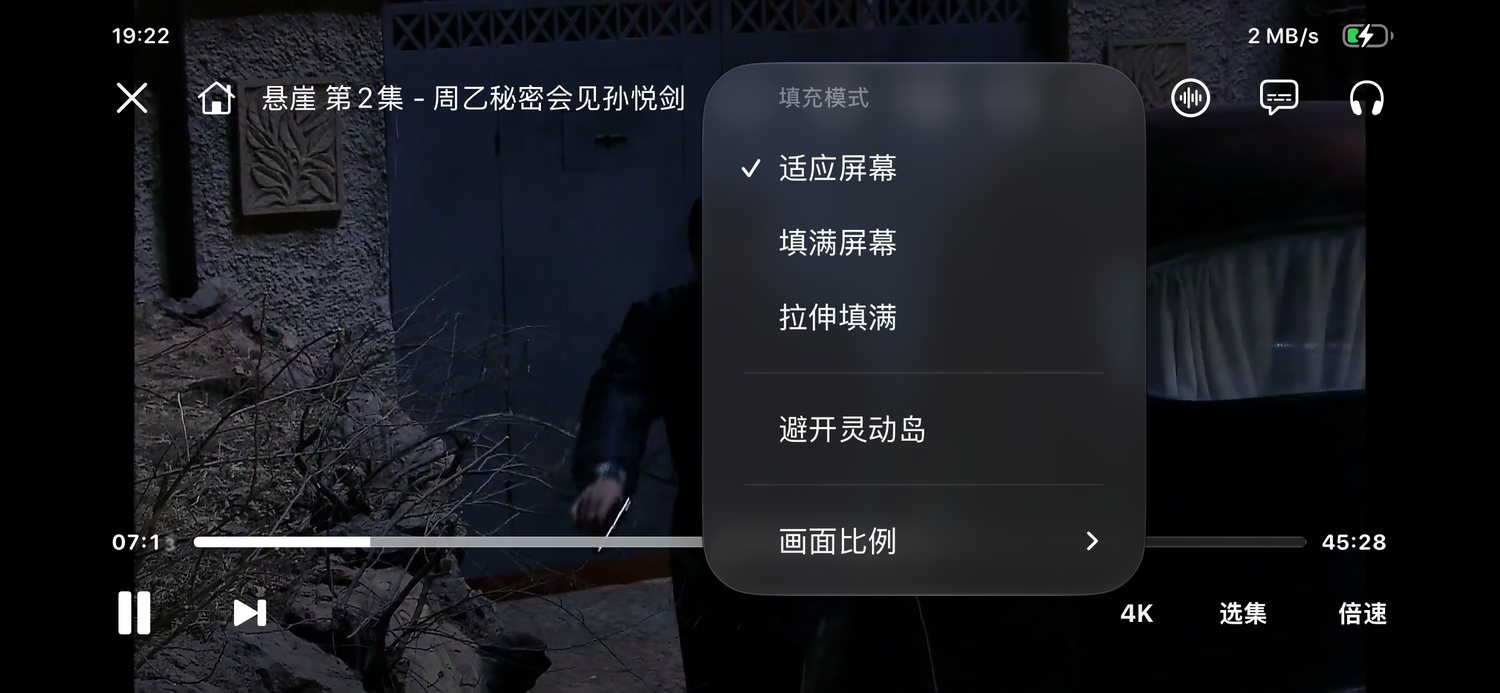 19:22
2 MB/s
悬崖 第2集 - 周乙秘密会见孙悦剑
填充模式
适应屏幕
填满屏幕
拉伸填满
避开灵动岛
画面比例
07:13
45:28
4K
选集
倍速